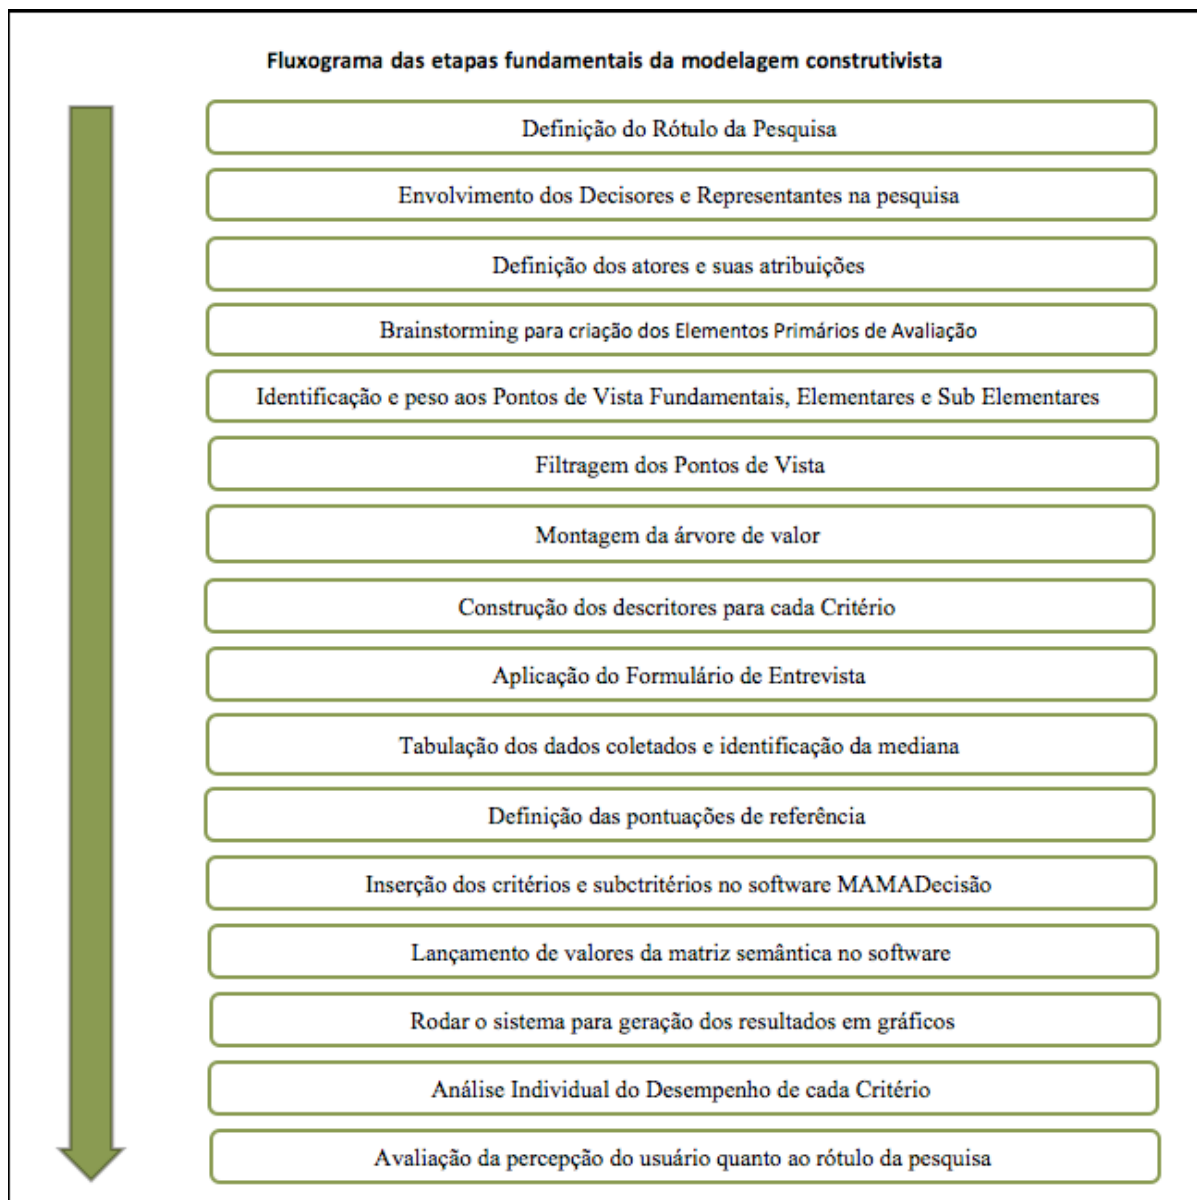 Fluxograma das etapas fundamentais da modelagem construtivista
Definição do Rótulo da Pesquisa
Envolvimento dos Decisores e Representantes na pesquisa
Definição dos atores e suas atribuições
Brainstorming para criação dos Elementos Primários de Avaliação
Identificação e peso aos Pontos de Vista Fundamentais, Elementares e Sub Elementares
Filtragem dos Pontos de Vista
Montagem da árvore de valor
Construção dos descritores para cada Critério
Aplicação do Formulário de Entrevista
Tabulação dos dados coletados e identificação da mediana
Definição das pontuações de referência
Inserção dos critérios e subctritérios no software MAMADecisão
Lançamento de valores da matriz semântica no software
Rodar o sistema para geração dos resultados em gráficos
Análise Individual do Desempenho de cada Critério
Avaliação da percepção do usuário quanto ao rótulo da pesquisa